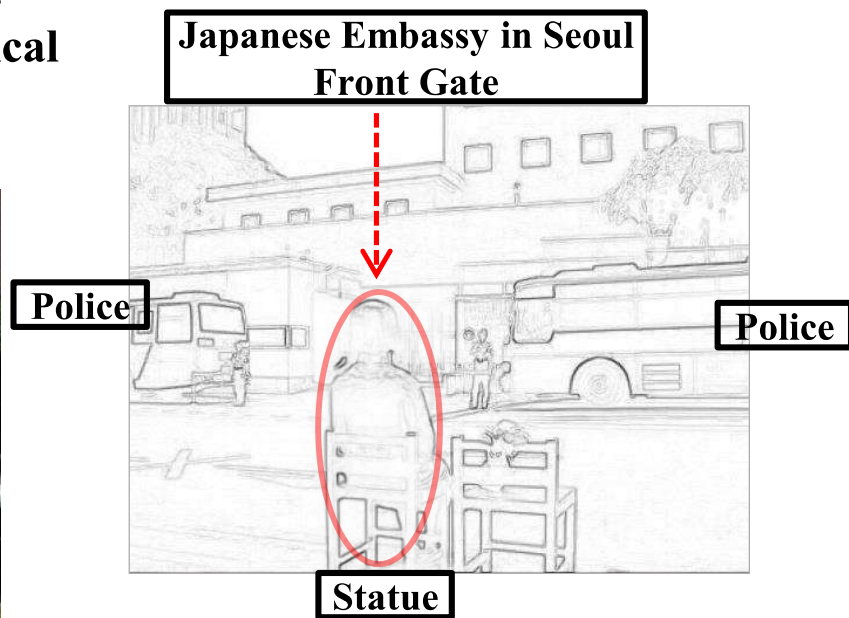 cal
Japanese Embassy in Seoul
Front Gate
Police
Police
Statue